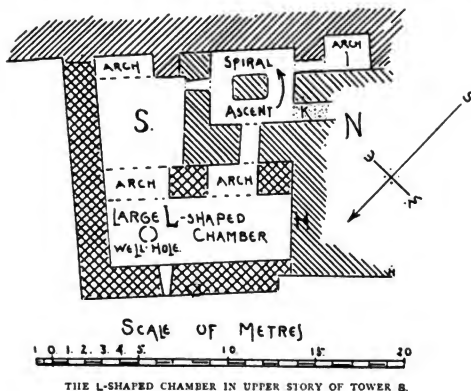 ARCH
SPIRAL
ARCH
I
S.
ASCENT
K
N
S
E
W.
ARCH
ARCH
LARGE L-SHAPED
CHAMBER
WELL-HOLE.
H
SCALE OF METRES
1. 0. 1. 2. 3. 4. 5. 10. 15. 20
THE L-SHAPED CHAMBER IN UPPER STORY OF TOWER S.